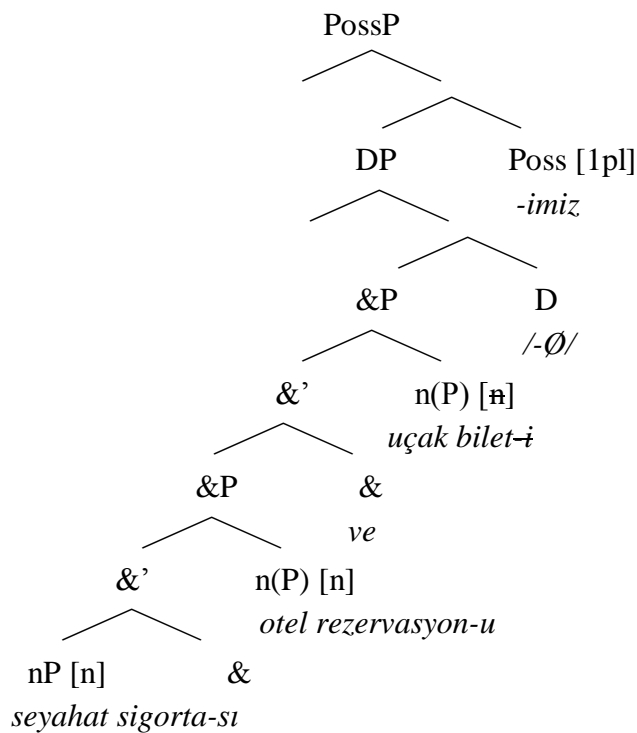 PossP
DP Poss [1pl]
-imiz
&P D
/-Ø/
&’ n(P) [n]
uçak bilet-i
&P &
ve
&’ n(P) [n]
otel rezervasyon-u
nP [n] &
seyahat sigorta-sı